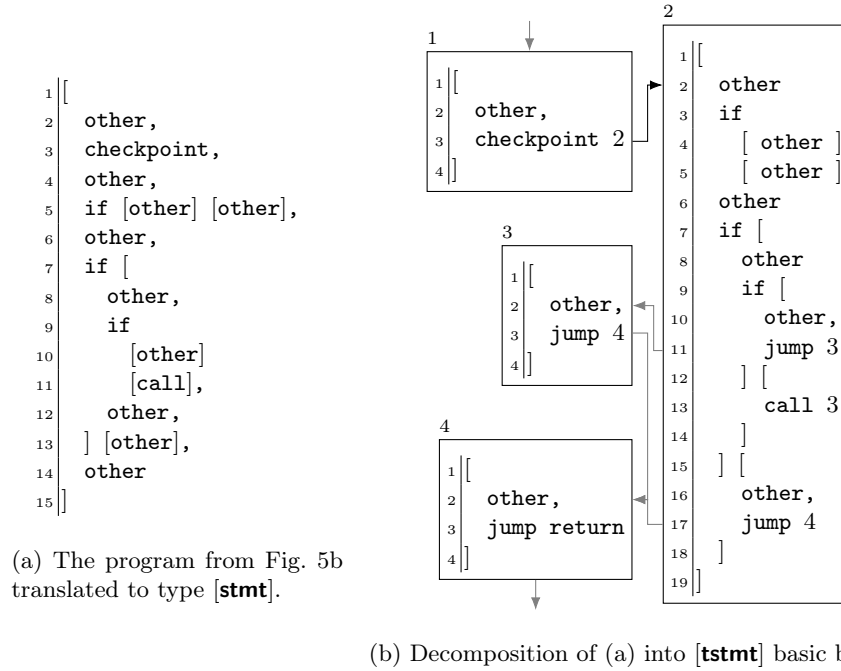 1 [
2 other,
3 checkpoint,
4 other,
5 if [other] [other],
6 other,
7 if [
8 other,
9 if
10 [other]
11 [call],
12 other,
13 ] [other],
14 other
15 ]
(a) The program from Fig. 5b
translated to type [stmt].
1
1 [
2 other,
3 checkpoint 2
4 ]
3
1 [
2 other,
3 jump 4
4 ]
4
1 [
2 other,
3 jump return
4 ]
2
1 [
2 other
3 if
4 [ other ]
5 [ other ]
6 other
7 if [
8 other
9 if [
10 other,
11 jump 3
12 ] [
13 call 3
14 ]
15 ] [
16 other,
17 jump 4
18 ]
19 ]
(b) Decomposition of (a) into [tstmt] basic b